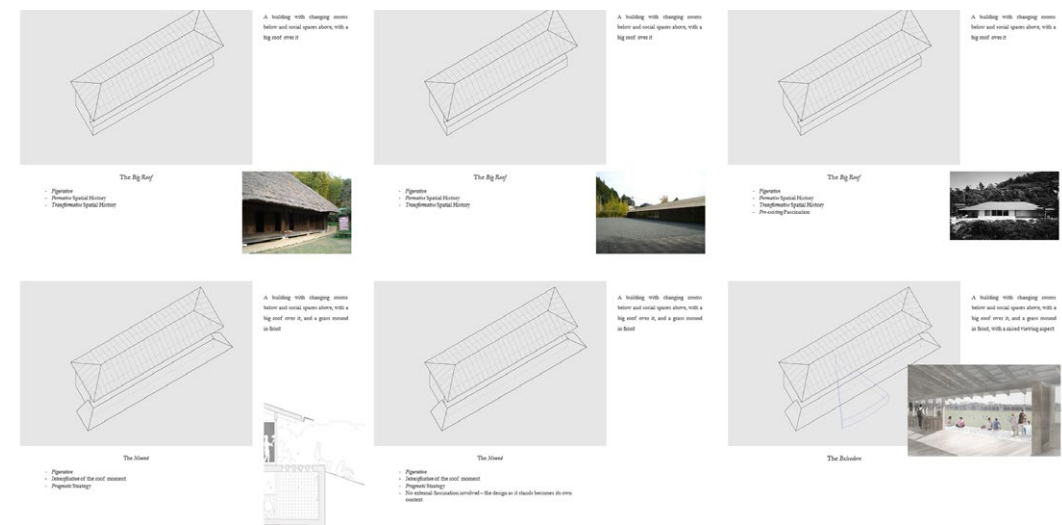 A building with changing rooms
below and social spaces above, with a
big roof over it
The Big Roof
- Figurative
- Formative Spatial History
- Transformative Spatial History
A building with changing rooms
below and social spaces above, with a
big roof over it
The Big Roof
- Figurative
- Formative Spatial History
- Transformative Spatial History
A building with changing rooms
below and social spaces above, with a
big roof over it
The Big Roof
- Figurative
- Formative Spatial History
- Transformative Spatial History
- Pre-existing Fascination
A building with changing rooms
below and social spaces above, with a
big roof over it, and a grass mound
in front
The Mound
- Figurative
- Intensification of the roof moment
- Pragmatic Strategy
A building with changing rooms
below and social spaces above, with a
big roof over it, and a grass mound
in front
The Mound
- Figurative
- Intensification of the roof moment
- Pragmatic Strategy
- No external fascination involved – the design as it stands becomes its own
context
A building with changing rooms
below and social spaces above, with a
big roof over it, and a grass mound
in front, with a raised viewing aspect
The Belvedere